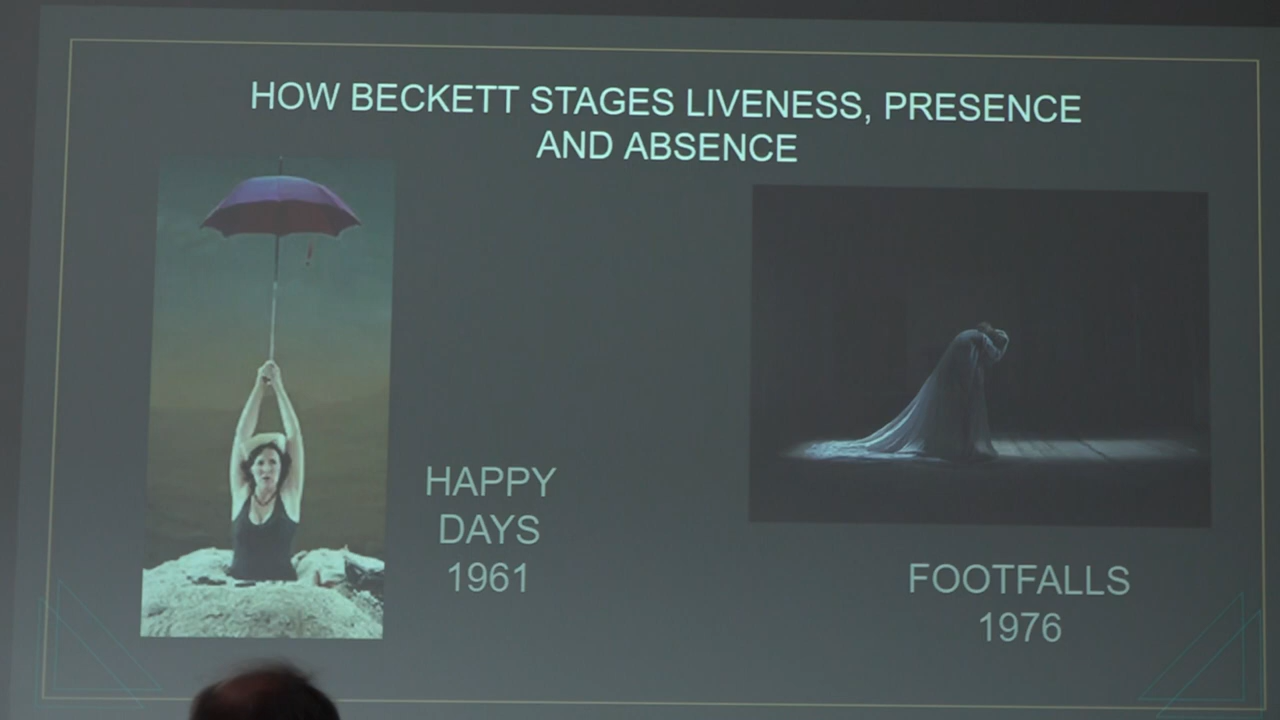 HOW BECKETT STAGES LIVENESS, PRESENCE
AND ABSENCE
HAPPY
DAYS
1961
FOOTFALLS
1976